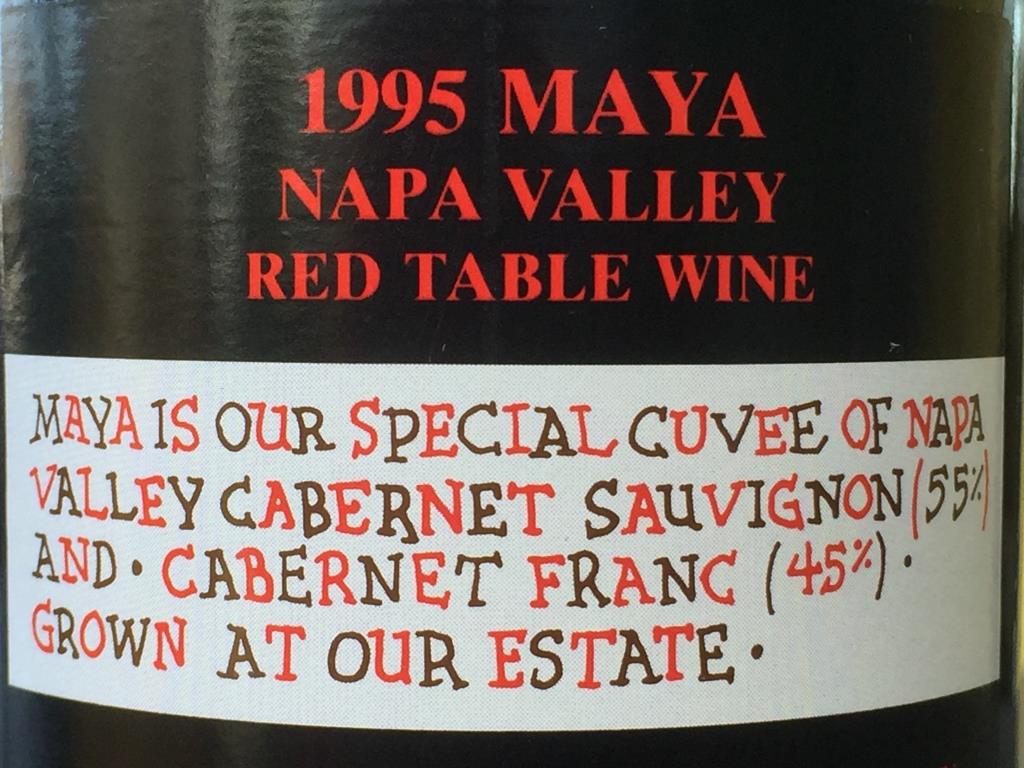 1995 MAYA
NAPA VALLEY
RED TABLE WINE
MAYA IS OUR SPECIAL CUVEE OF NAPA
VALLEY CABERNET SAUVIGNON (55%)
AND • CABERNET FRANC (45%) •
GROWN AT OUR ESTATE •